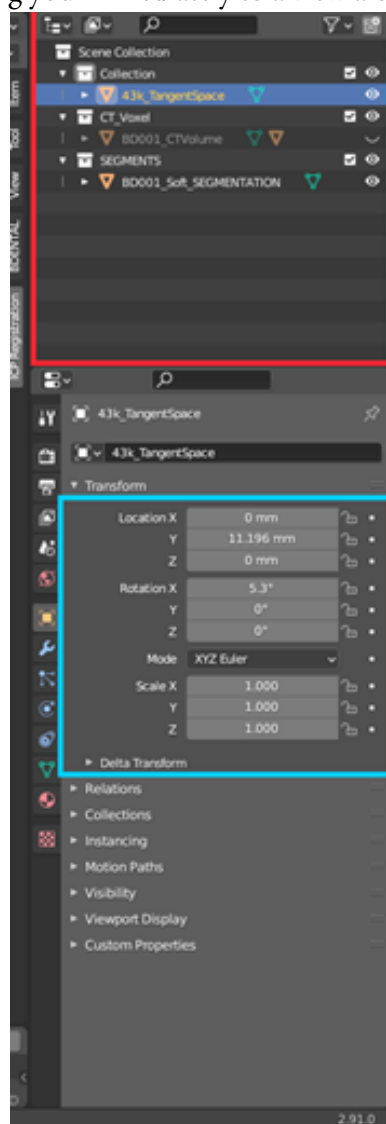 Scene Collection
Collection
43k_TangentSpace
CT_Voxel
BD001_CTVolume
SEGMENTS
BD001_Soft_SEGMENTATION
Item
Tool
View
BDENTAL
ICP Registration
43k_TangentSpace
43k_TangentSpace
Transform
Location X 0 mm
Y 11.196 mm
Z 0 mm
Rotation X 5.3°
Y 0°
Z 0°
Mode XYZ Euler
Scale X 1.000
Y 1.000
Z 1.000
Delta Transform
Relations
Collections
Instancing
Motion Paths
Visibility
Viewport Display
Custom Properties
2.91.0